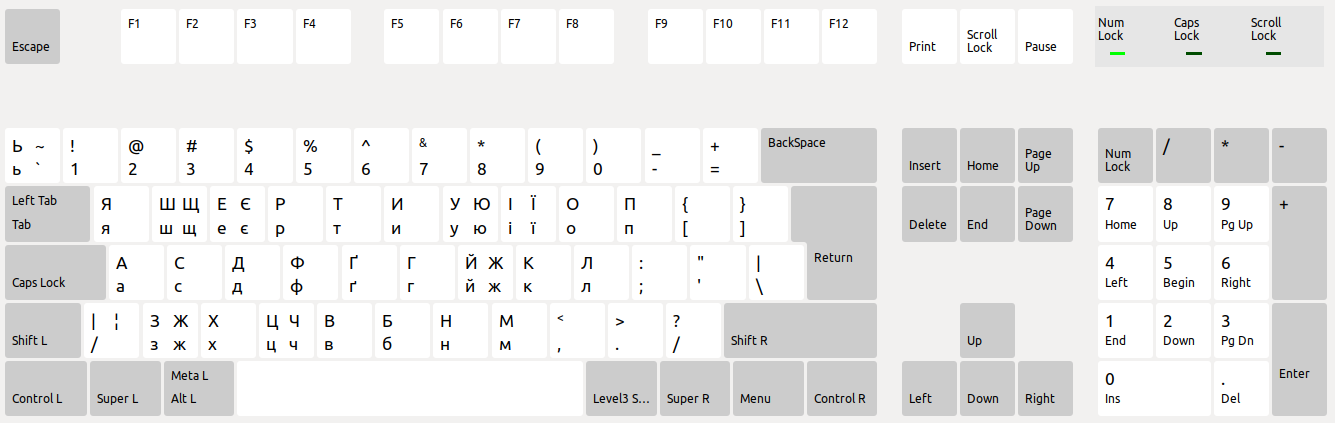 Escape F1 F2 F3 F4 F5 F6 F7 F8 F9 F10 F11 F12 Print Scroll Lock Pause Num Lock Caps Lock Scroll Lock
Ь ~ ! @ # $ % ^ & * ( ) _ + BackSpace Insert Home Page Up Num Lock / * -
ь ` 1 2 3 4 5 6 7 8 9 0 - =
Left Tab Я Ш Щ Е Є Р Т И У Ю І Ї О П { } Delete End Page Down 7 8 9 +
Tab я ш щ е є р т и у ю і ї о п [ ] Home Up Pg Up
Caps Lock А С Д Ф Ґ Г Й Ж К Л : " | Return 4 5 6
а с д ф ґ г й ж к л ; ' \ Left Begin Right
Shift L | ¦ З Ж Х Ц Ч В Б Н М < > ? Shift R Up 1 2 3
/ з ж х ц ч в б н м , . / End Down Pg Dn
Control L Super L Meta L Level3 S... Super R Menu Control R Left Down Right 0 . Enter
Alt L Ins Del